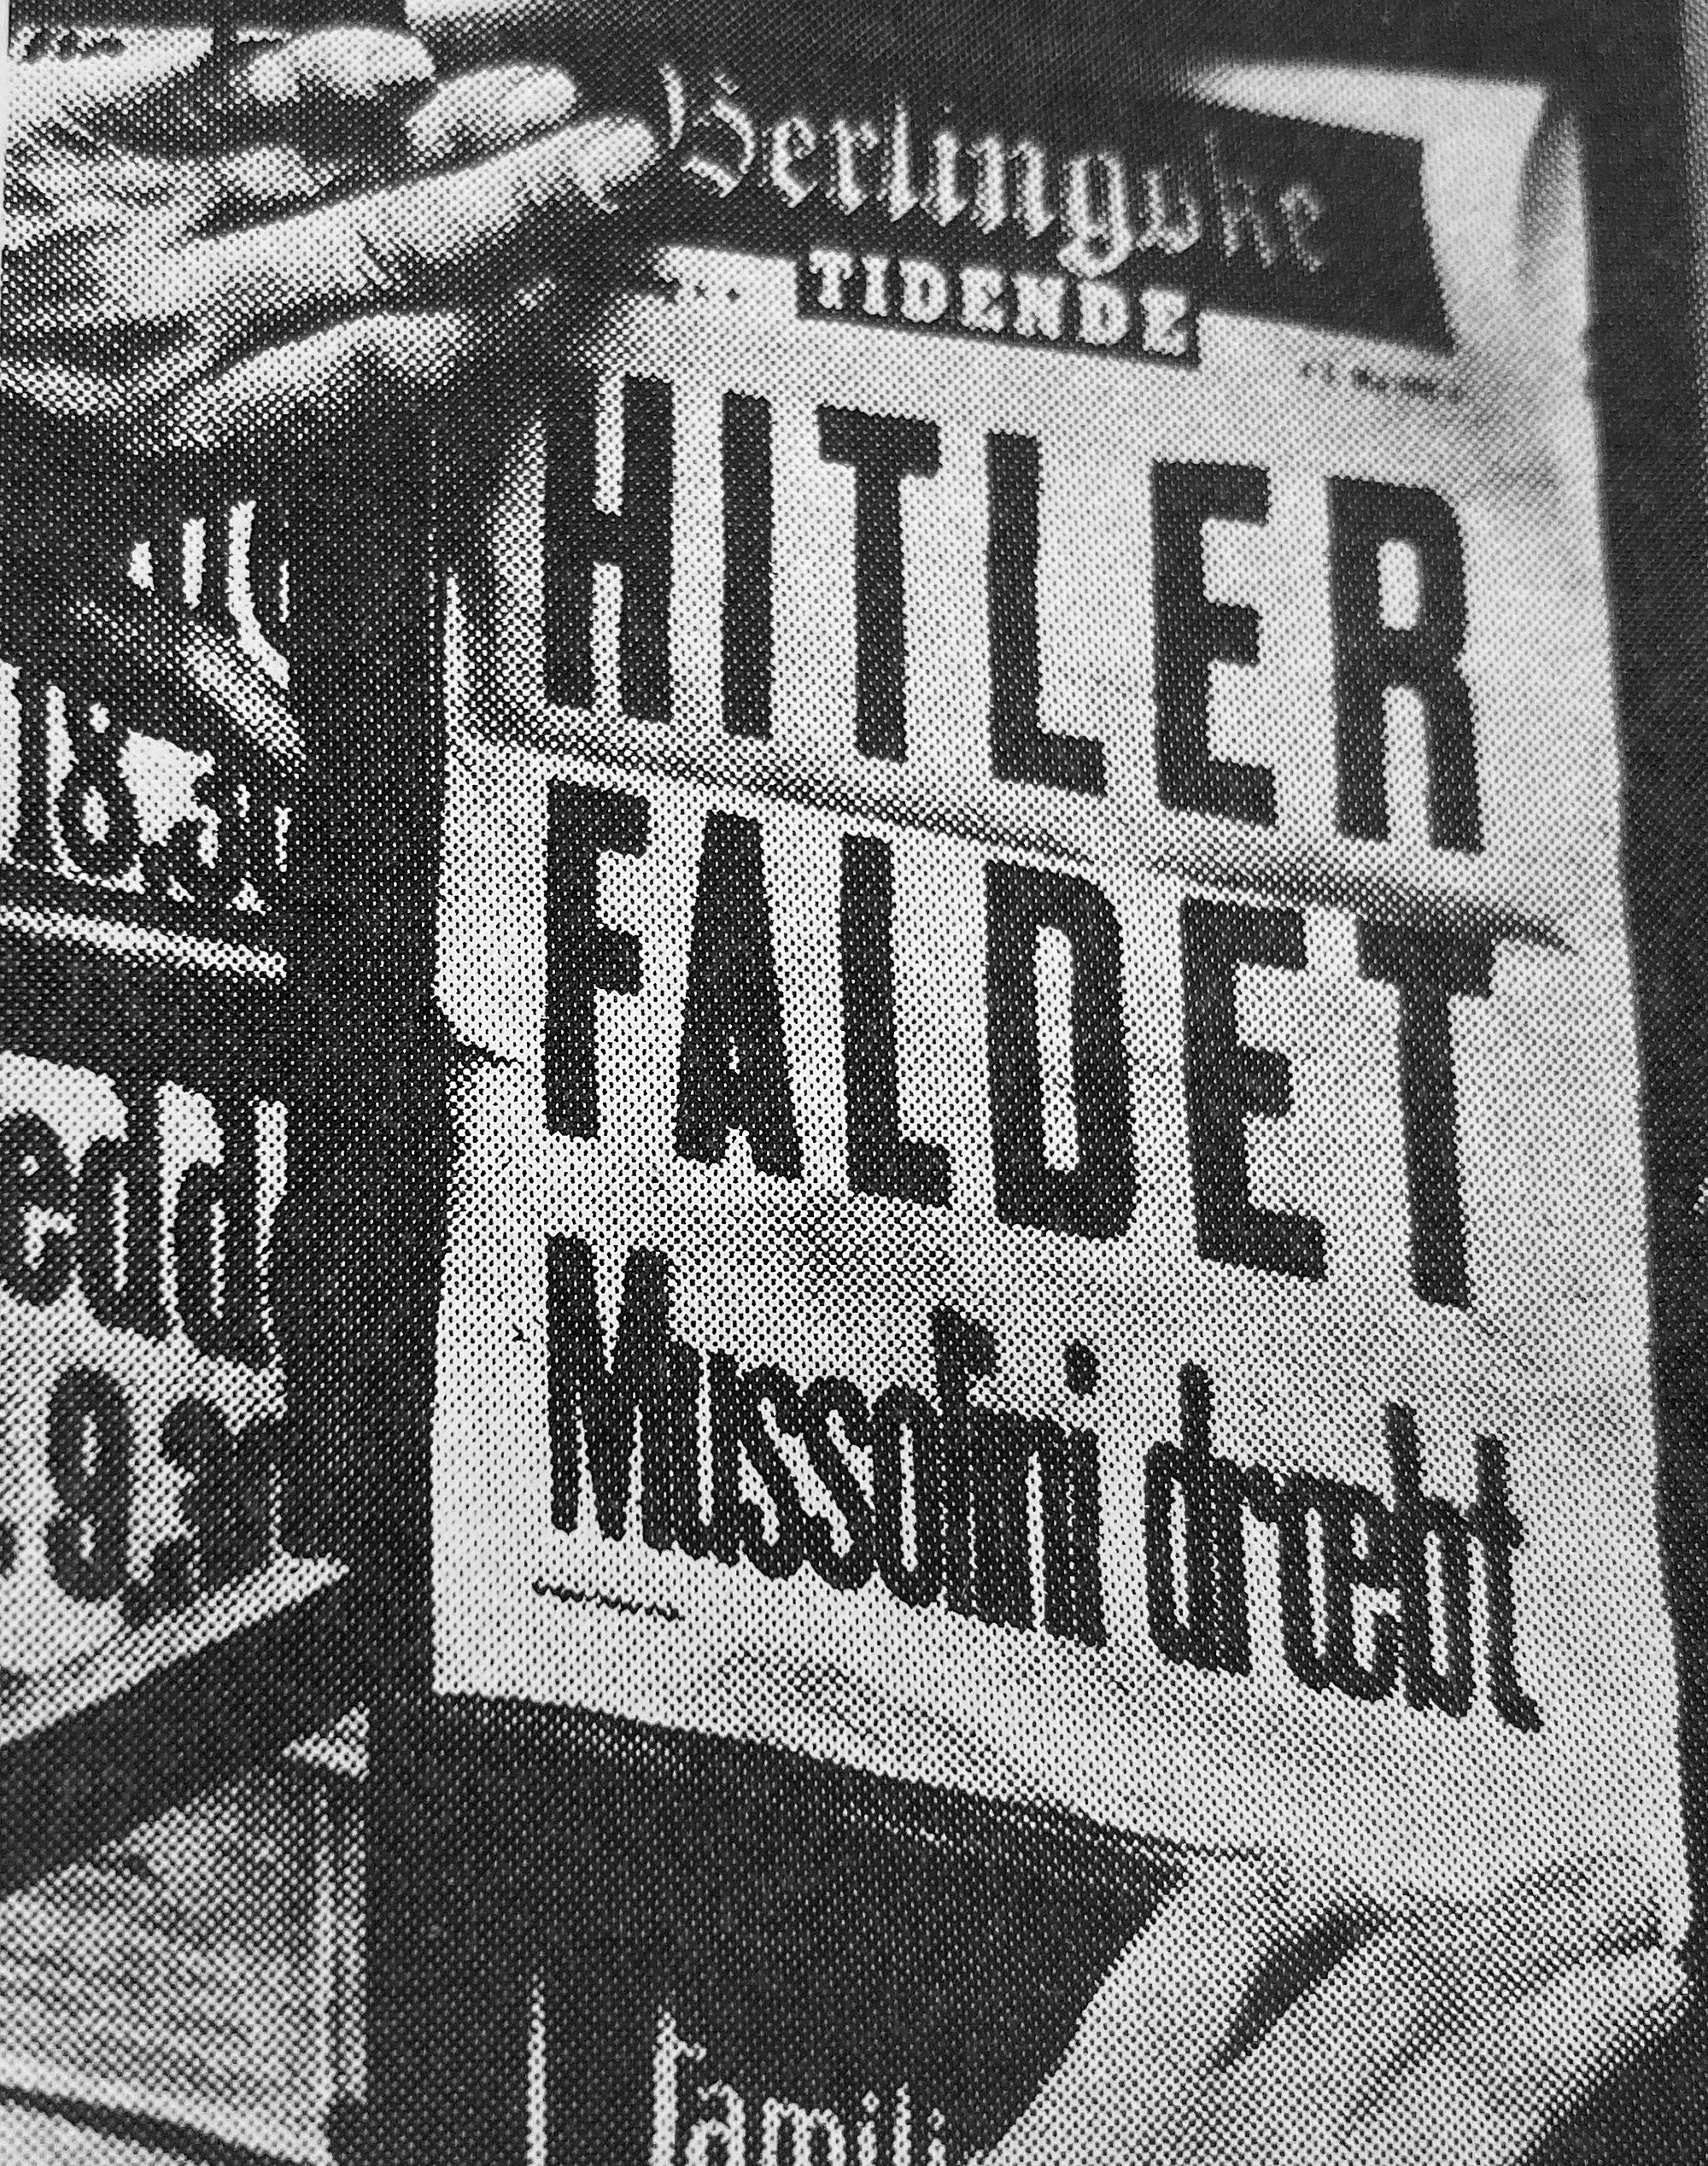 Berlingske
TIDENDE
HITLER
FALDET
Mussolini dræbt